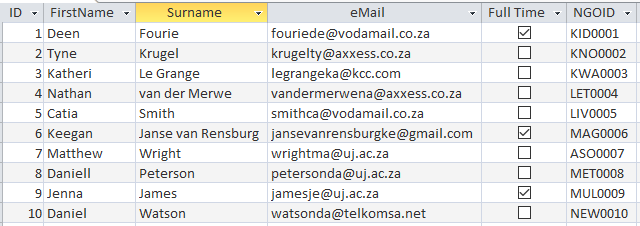 ID FirstName Surname eMail Full Time NGOID
1 Deen Fourie fouriede@vodamail.co.za KID0001
2 Tyne Krugel krugelty@axxess.co.za KNO0002
3 Katheri Le Grange legrangeka@kcc.com KWA0003
4 Nathan van der Merwe vandermerwena@axxess.co.za LET0004
5 Catia Smith smithca@vodamail.co.za LIV0005
6 Keegan Janse van Rensburg jansevanrensburgke@gmail.com MAG0006
7 Matthew Wright wrightma@uj.ac.za ASO0007
8 Daniell Peterson petersonda@uj.ac.za MET0008
9 Jenna James jamesje@uj.ac.za MUL0009
10 Daniel Watson watsonda@telkomsa.net NEW0010